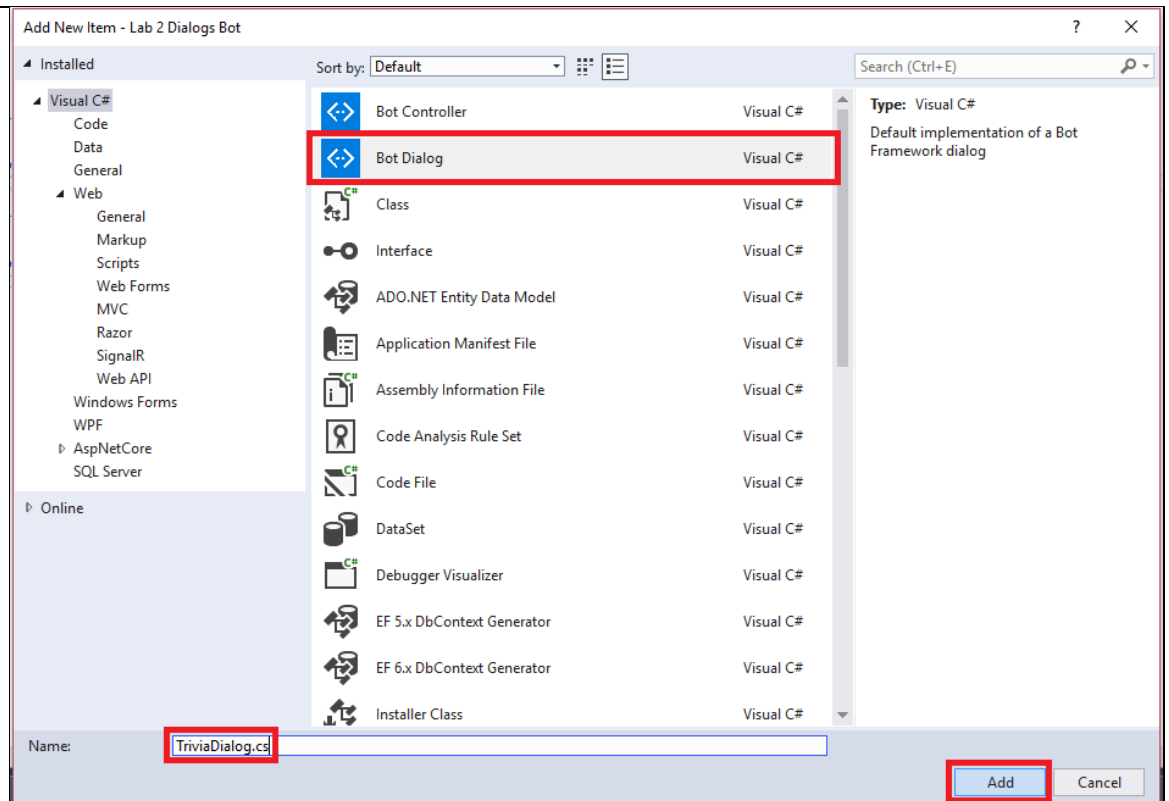 Add New Item - Lab 2 Dialogs Bot
?
Installed
Sort by: Default
Search (Ctrl+E)
Visual C#
Code
Data
General
Web
General
Markup
Scripts
Web Forms
MVC
Razor
SignalR
Web API
Windows Forms
WPF
AspNetCore
SQL Server
Online
Bot Controller Visual C#
Bot Dialog Visual C#
C#
Class Visual C#
Interface Visual C#
ADO.NET Entity Data Model Visual C#
Application Manifest File Visual C#
C#
Assembly Information File Visual C#
Code Analysis Rule Set Visual C#
C#
Code File Visual C#
DataSet Visual C#
C#
Debugger Visualizer Visual C#
EF 5.x DbContext Generator Visual C#
EF 6.x DbContext Generator Visual C#
Installer Class Visual C#
Type: Visual C#
Default implementation of a Bot
Framework dialog
Name: TriviaDialog.cs
Add Cancel